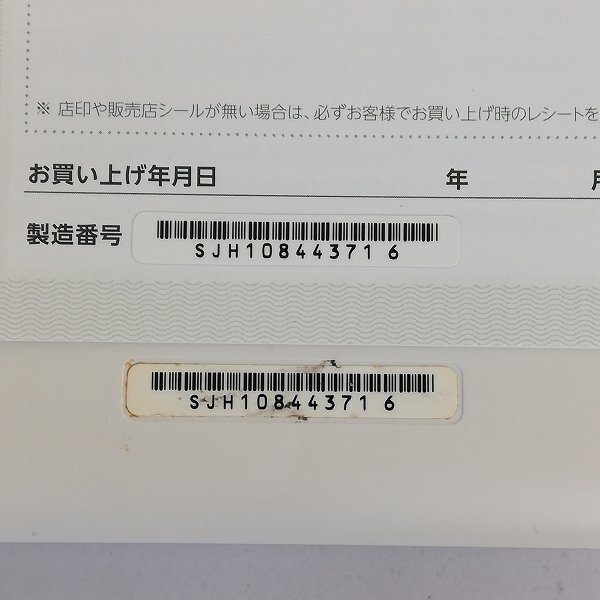 ※ 店印や販売店シールが無い場合は、必ずお客様でお買い上げ時のレシートを
お買い上げ年月日 年 月
製造番号 SJH10844371 6
SJH10844371 6